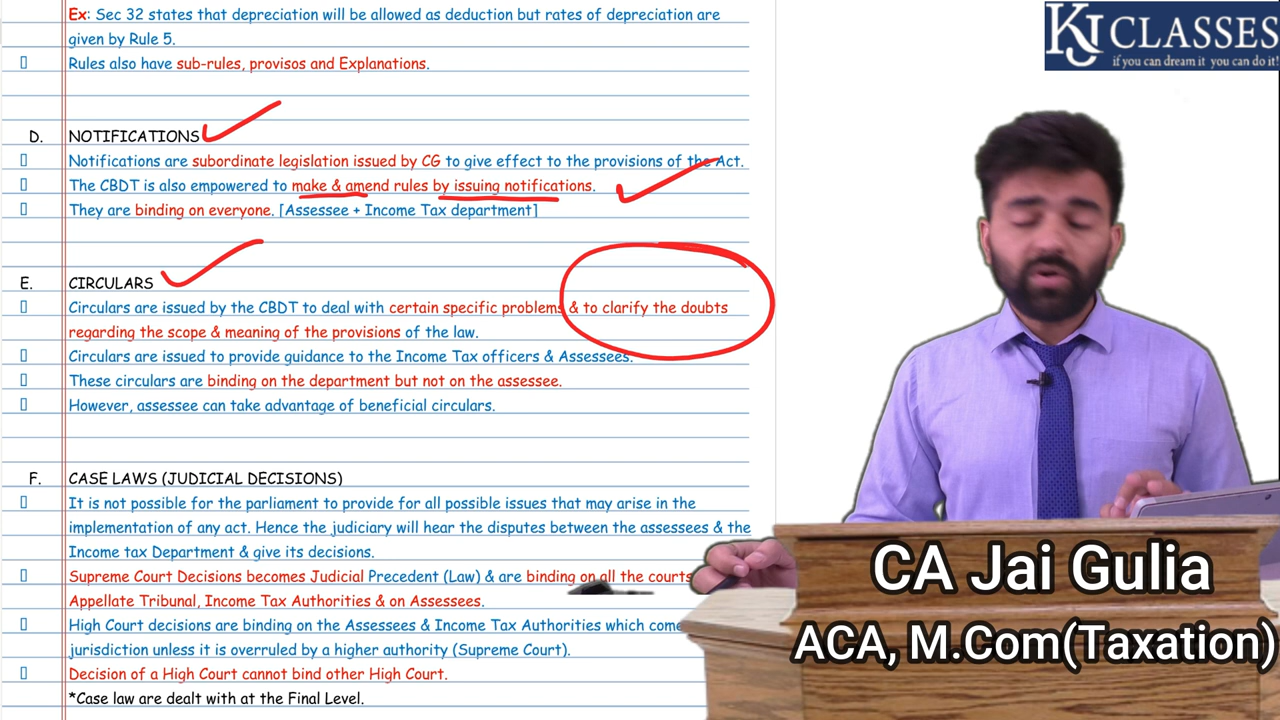 Ex: Sec 32 states that depreciation will be allowed as deduction but rates of depreciation are
given by Rule 5.
Rules also have sub-rules, provisos and Explanations.
D. NOTIFICATIONS
Notifications are subordinate legislation issued by CG to give effect to the provisions of the Act.
The CBDT is also empowered to make & amend rules by issuing notifications.
They are binding on everyone. [Assessee + Income Tax department]
E. CIRCULARS
Circulars are issued by the CBDT to deal with certain specific problems & to clarify the doubts
regarding the scope & meaning of the provisions of the law.
Circulars are issued to provide guidance to the Income Tax officers & Assessees.
These circulars are binding on the department but not on the assessee.
However, assessee can take advantage of beneficial circulars.
F. CASE LAWS (JUDICIAL DECISIONS)
It is not possible for the parliament to provide for all possible issues that may arise in the
implementation of any act. Hence the judiciary will hear the disputes between the assessees & the
Income tax Department & give its decisions.
Supreme Court Decisions becomes Judicial Precedent (Law) & are binding on all the courts
Appellate Tribunal, Income Tax Authorities & on Assessees.
High Court decisions are binding on the Assessees & Income Tax Authorities which come
jurisdiction unless it is overruled by a higher authority (Supreme Court).
Decision of a High Court cannot bind other High Court.
*Case law are dealt with at the Final Level.
KJ CLASSES
if you can dream it you can do it!
CA Jai Gulia
ACA, M.Com(Taxation)